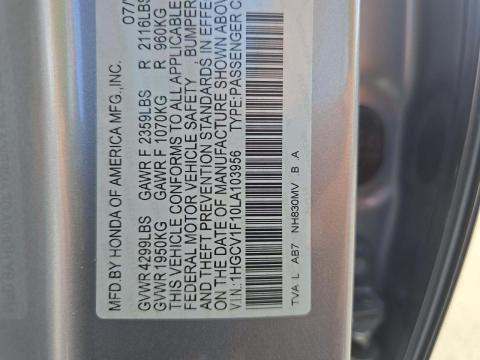 MFD.BY HONDA OF AMERICA MFG.,INC. 07/
GVWR 4299LBS GAWR F 2359LBS R 2116LBS
GVWR 1950KG GAWR F 1070KG R 960KG
THIS VEHICLE CONFORMS TO ALL APPLICABLE
FEDERAL MOTOR VEHICLE SAFETY, BUMPER
AND THEFT PREVENTION STANDARDS IN EFFECT
ON THE DATE OF MANUFACTURE SHOWN
V.I.N.:1HGCV1F10LA103956 TYPE:PASSENGER C
TVA L AB7 NH830MV B .A